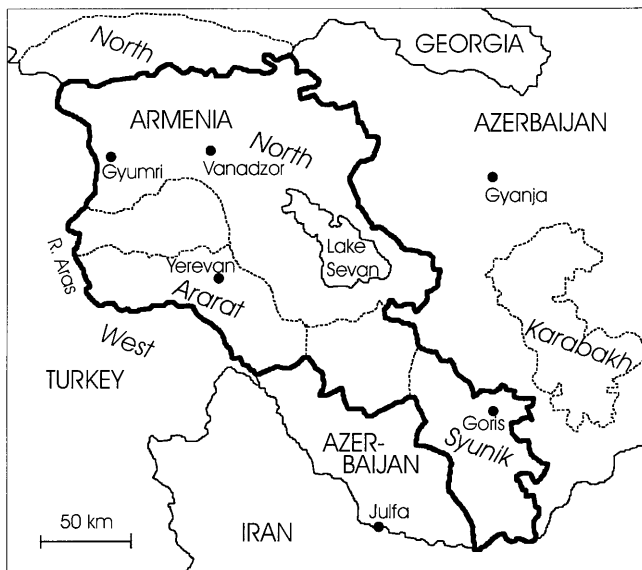 North
GEORGIA
ARMENIA
North
AZERBAIJAN
Gyumri
Vanadzor
Gyanja
Lake
Sevan
R. Aras
Yerevan
Ararat
West
Karabakh
TURKEY
Goris
Syunik
AZER-
BAIJAN
Julfa
50 km
IRAN